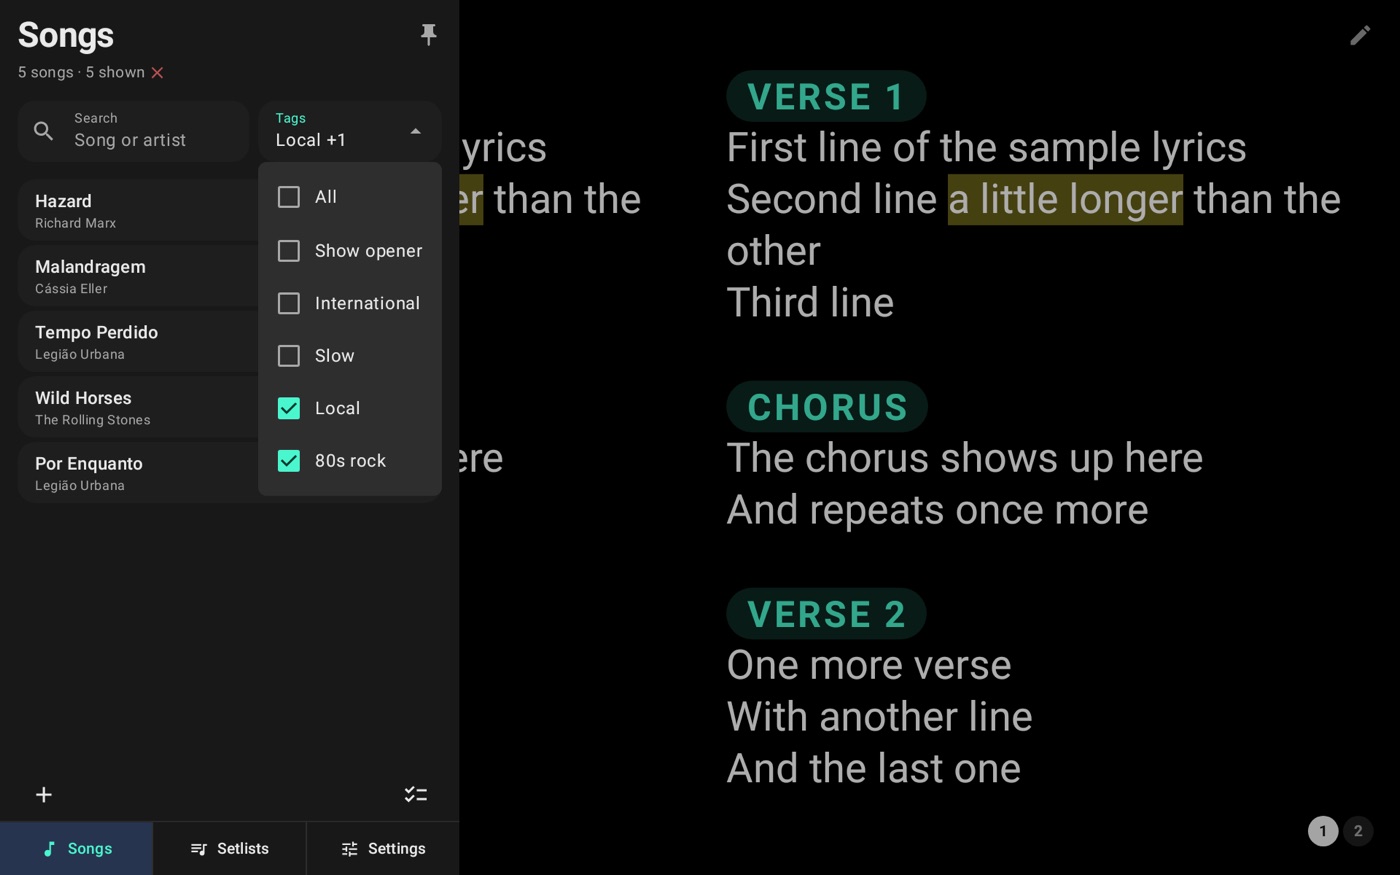 Songs
5 songs · 5 shown
Search
Song or artist
Tags
Local +1
All
Show opener
International
Slow
Local
80s rock
Hazard
Richard Marx
Malandragem
Cássia Eller
Tempo Perdido
Legião Urbana
Wild Horses
The Rolling Stones
Por Enquanto
Legião Urbana
Songs
Setlists
Settings
yrics
er than the
ere
VERSE 1
First line of the sample lyrics
Second line a little longer than the
other
Third line
CHORUS
The chorus shows up here
And repeats once more
VERSE 2
One more verse
With another line
And the last one
1 2